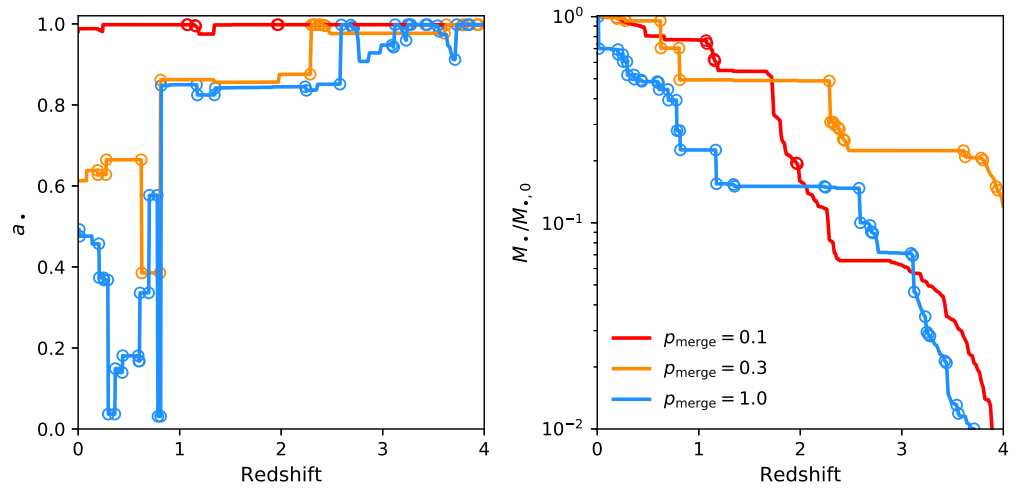 1.0
0.8
0.6
0.4
0.2
0.0
a•
0 1 2 3 4
Redshift
10⁰
10⁻¹
10⁻²
M•/M•,0
p_merge = 0.1
p_merge = 0.3
p_merge = 1.0
0 1 2 3 4
Redshift